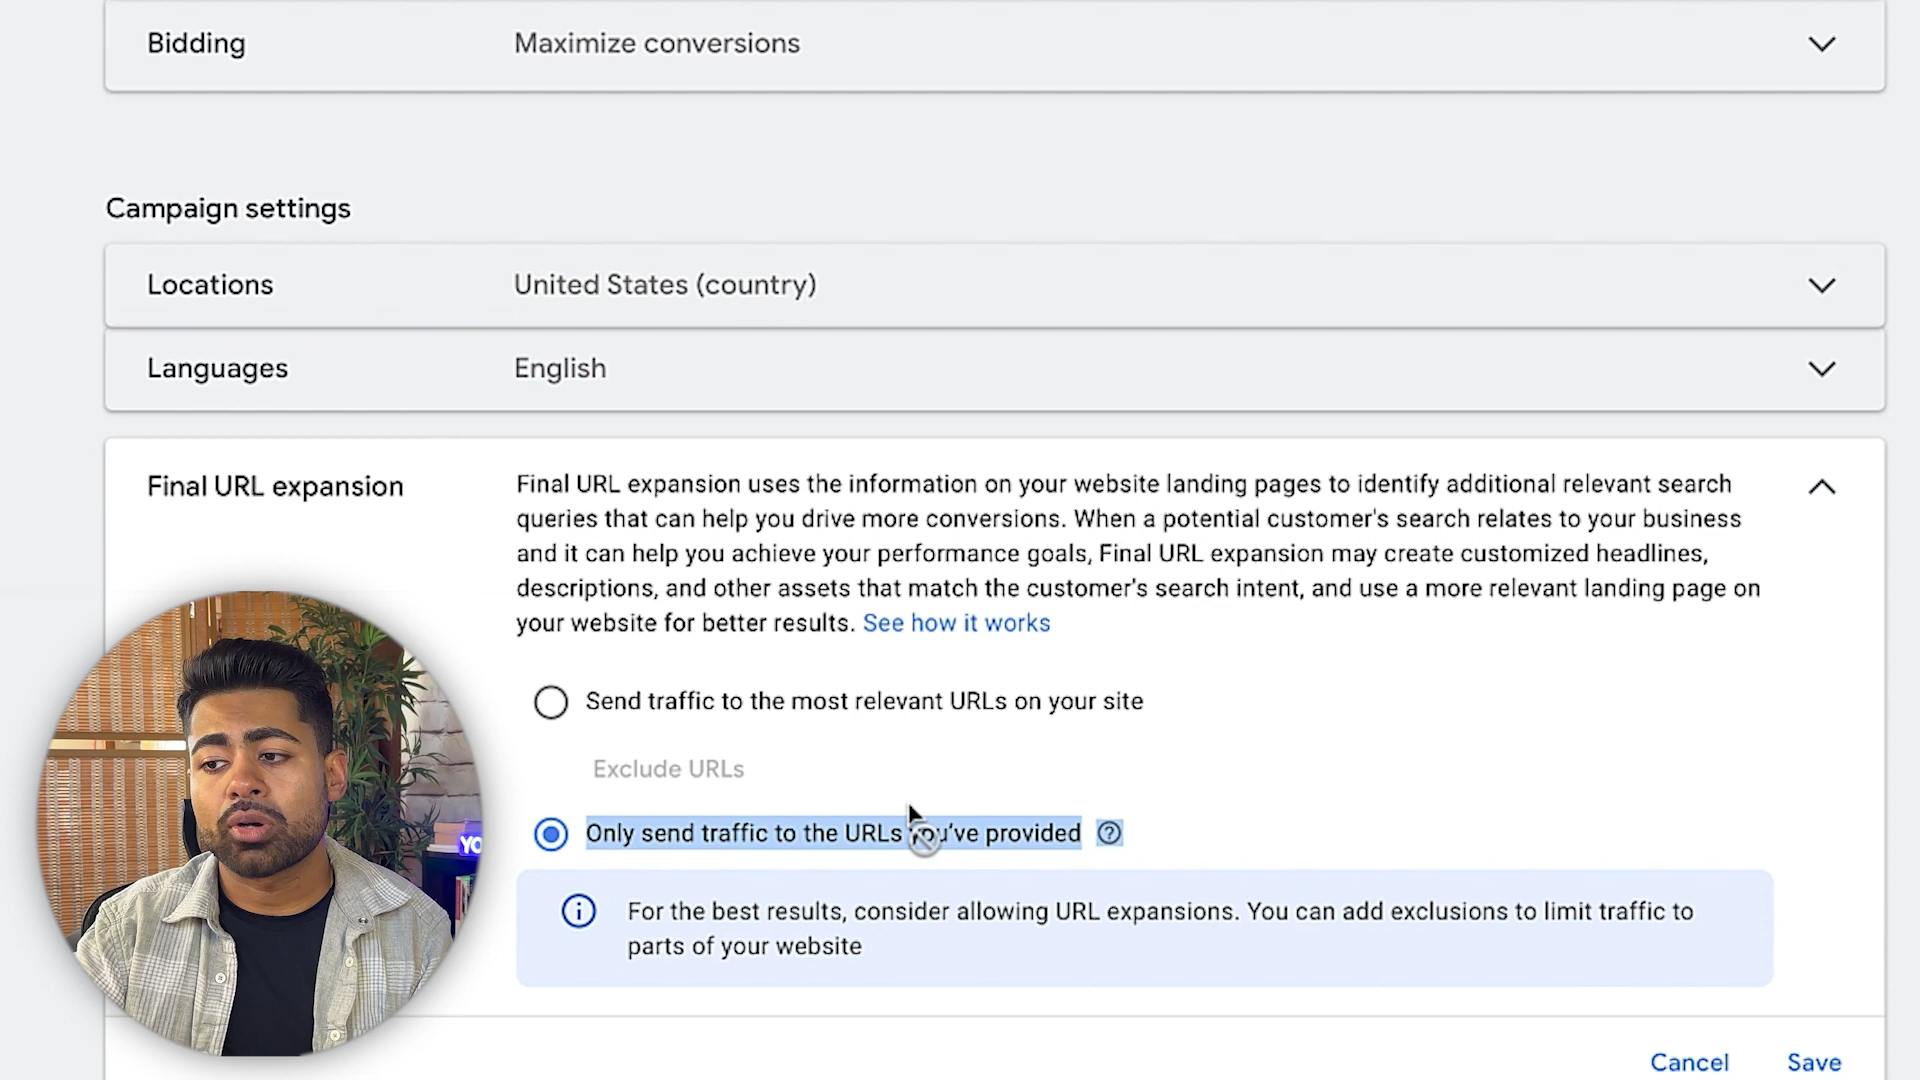 Bidding
Maximize conversions
Campaign settings
Locations
United States (country)
Languages
English
Final URL expansion
Final URL expansion uses the information on your website landing pages to identify additional relevant search
queries that can help you drive more conversions. When a potential customer's search relates to your business
and it can help you achieve your performance goals, Final URL expansion may create customized headlines,
descriptions, and other assets that match the customer's search intent, and use a more relevant landing page on
your website for better results. See how it works
Send traffic to the most relevant URLs on your site
Exclude URLs
Only send traffic to the URLs you've provided
For the best results, consider allowing URL expansions. You can add exclusions to limit traffic to
parts of your website
YO
Cancel
Save